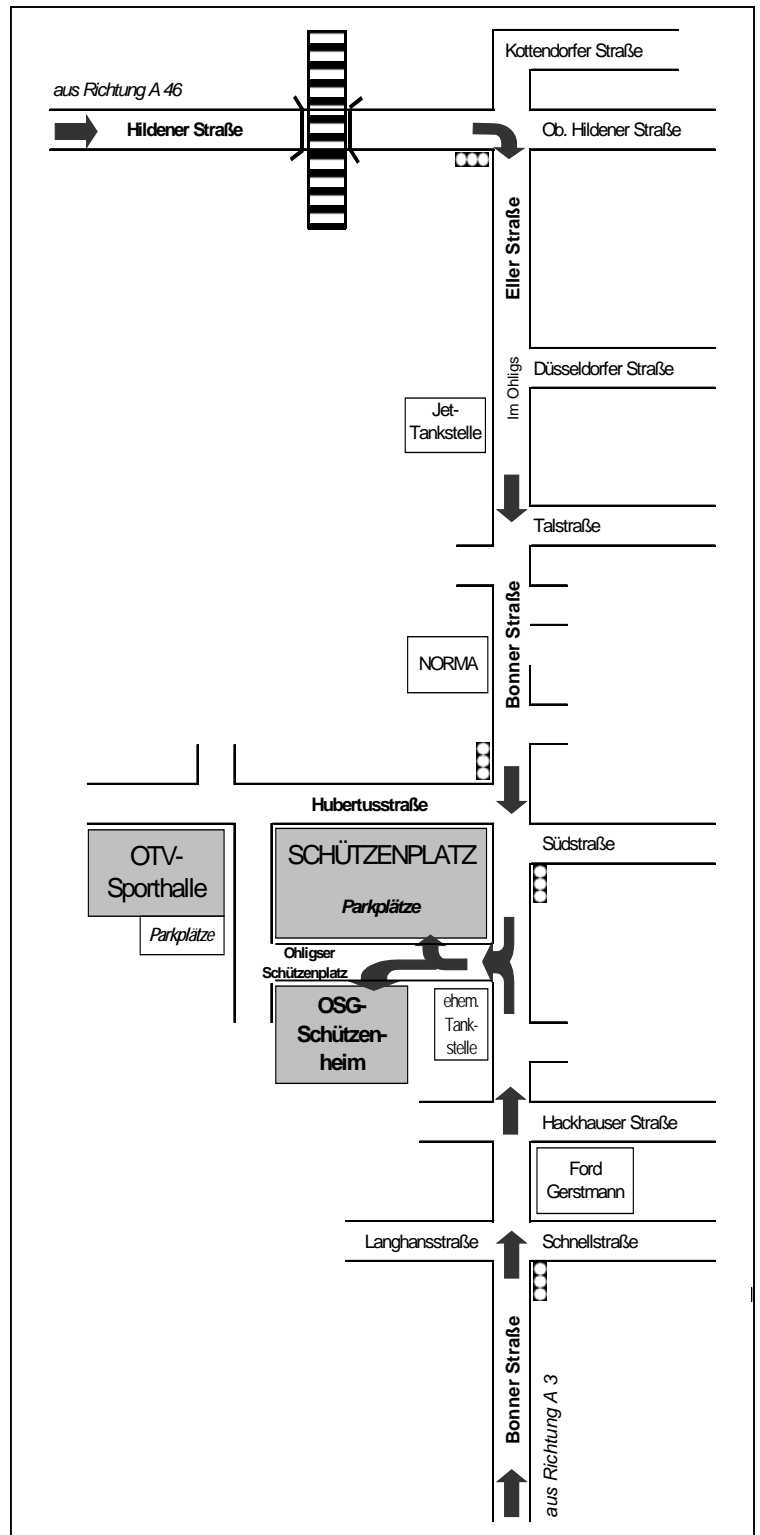 Kottendorfer Straße
aus Richtung A 46
Hildener Straße
Ob. Hildener Straße
Eller Straße
Im Ohligs
Düsseldorfer Straße
Jet-
Tankstelle
Talstraße
Bonner Straße
NORMA
Hubertusstraße
OTV-
Sporthalle
Parkplätze
SCHÜTZENPLATZ
Parkplätze
Südstraße
Ohligser
Schützenplatz
OSG-
Schützen-
heim
ehem.
Tank-
stelle
Hackhauser Straße
Ford
Gerstmann
Langhansstraße
Schnellstraße
Bonner Straße
aus Richtung A 3